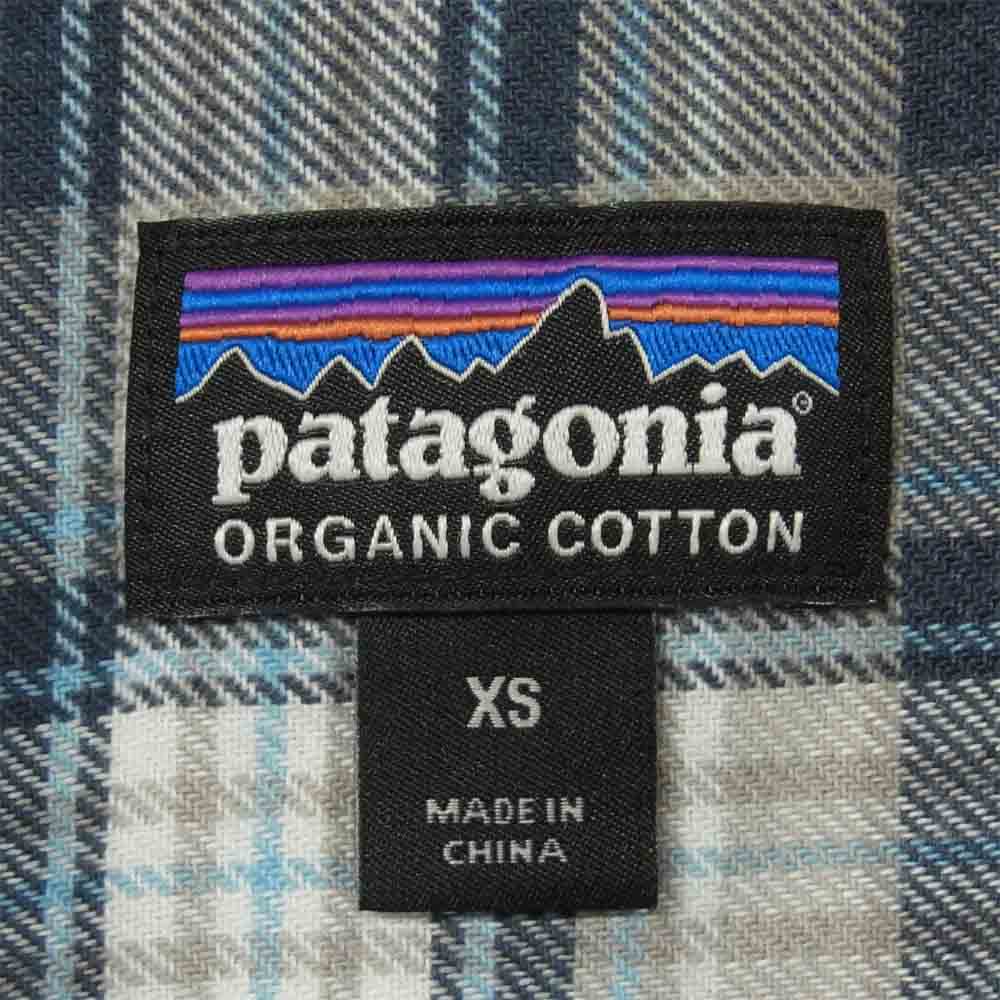 patagonia®
ORGANIC COTTON
XS
MADE IN
CHINA